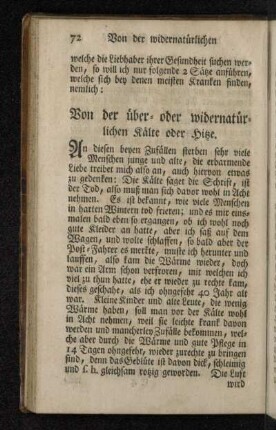 72 Von der widernatürlichen
welche die Liebhaber ihrer Gesundheit suchen wer-
den, so will ich nur folgende 2 Sätze anführen,
welche sich bey denen meisten Kranken finden,
nemlich:
Von der über- oder widernatür-
lichen Kälte oder Hitze.
An diesen beyen Zufällen sterben sehr viele
Menschen junge und alte, die erbarmende
Liebe treibet mich also an, auch hiervon etwas
zu gedenken: Die Kälte saget die Schrift, ist
der Tod, also muß man sich davor wohl in Acht
nehmen. Es ist bekannt, wie viele Menschen
in harten Wintern tod frieren; und es mir eins-
malen bald eben so ergangen, ob ich wohl noch
gute Kleider an hatte, aber ich saß auf dem
Wagen, und wolte schlaffen, so bald aber der
Post-Fahrer es merkte, muste ich herunter und
lauffen, also kam die Wärme wieder, doch
war ein Arm schon verfroren, mit welchen ich
viel zu thun hatte, ehe er wieder zu rechte kam,
dieses geschahe, als ich ohngefehr 40 Jahr alt
war. Kleine Kinder und alte Leute, die wenig
Wärme haben, soll man vor der Kälte wohl
in Acht nehmen, weil sie leichte krank davon
werden und mancherley Zufälle bekommen, wel-
che aber durch die Wärme und gute Pflege in
14 Tagen ohngefehr, wieder zurechte zu bringen
sind, denn das Geblüte ist davon dick, schleimig
und s. h. gleichsam rotzig geworden. Die Luft
wird